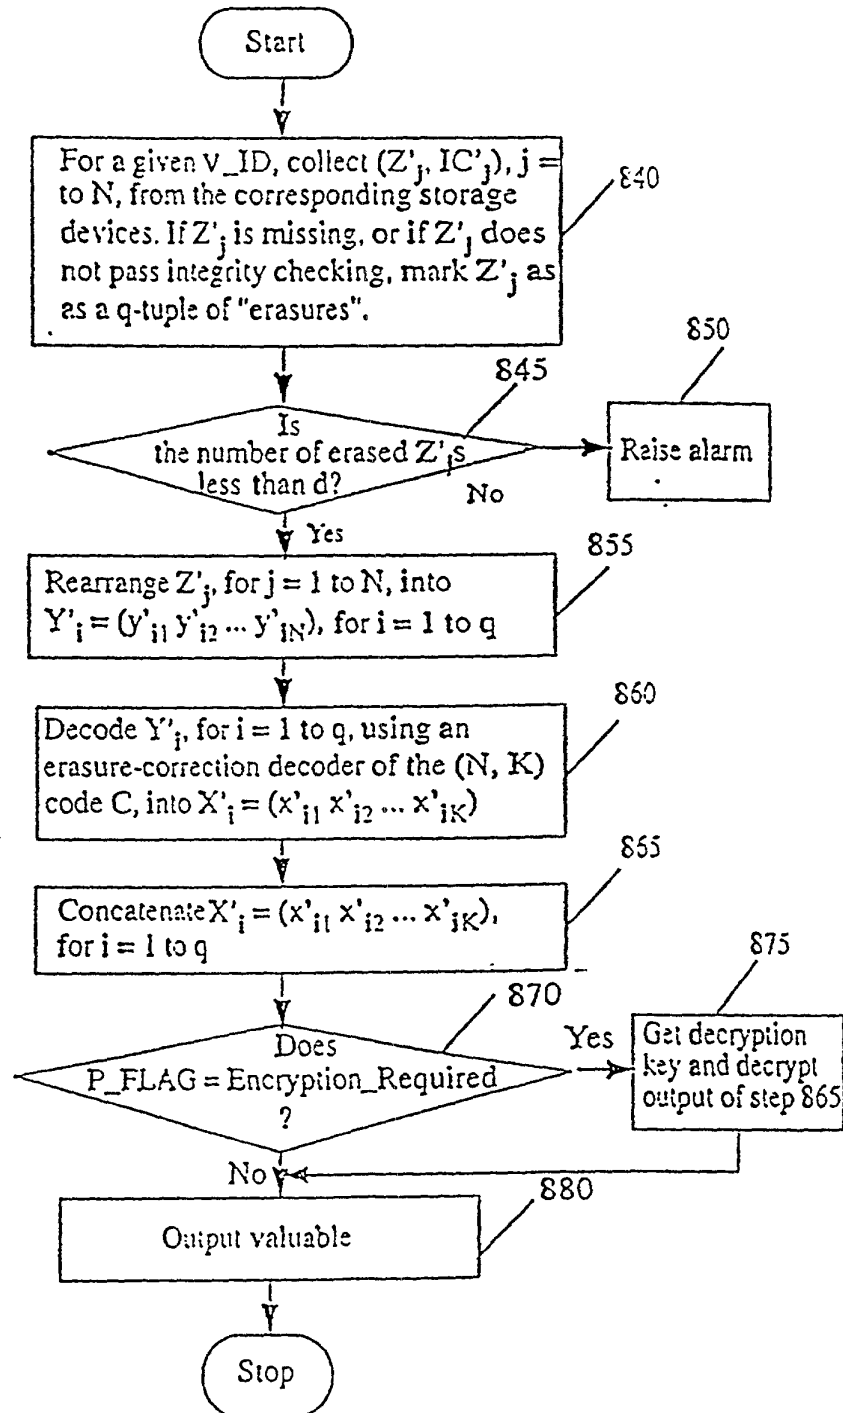 Start
For a given V_ID, collect (Z'j, IC'j), j =
to N, from the corresponding storage
devices. If Z'j is missing, or if Z'j does
not pass integrity checking, mark Z'j as
as a q-tuple of "erasures".
840
845
850
Is
the number of erased Z'js
less than d?
No
Raise alarm
Yes
855
Rearrange Z'j, for j = 1 to N, into
Y'i = (y'i1 y'i2 ... y'iN), for i = 1 to q
860
Decode Y'i, for i = 1 to q, using an
erasure-correction decoder of the (N, K)
code C, into X'i = (x'i1 x'i2 ... x'iK)
865
Concatenate X'i = (x'i1 x'i2 ... x'iK),
for i = 1 to q
870
875
Does
P_FLAG = Encryption_Required
?
Yes
Get decryption
key and decrypt
output of step 865
No
880
Output valuable
Stop